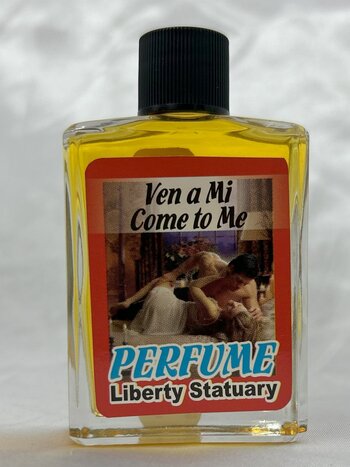 Ven a Mi
Come to Me
PERFUME
Liberty Statuary